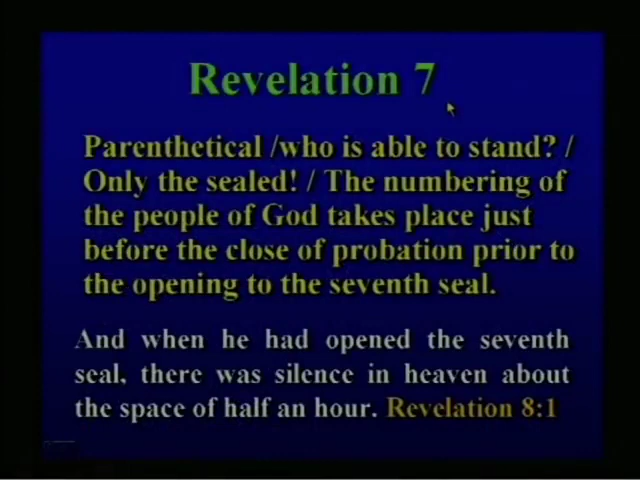 Revelation 7
Parenthetical /who is able to stand? /
Only the sealed! / The numbering of
the people of God takes place just
before the close of probation prior to
the opening to the seventh seal.
And when he had opened the seventh
seal, there was silence in heaven about
the space of half an hour. Revelation 8:1